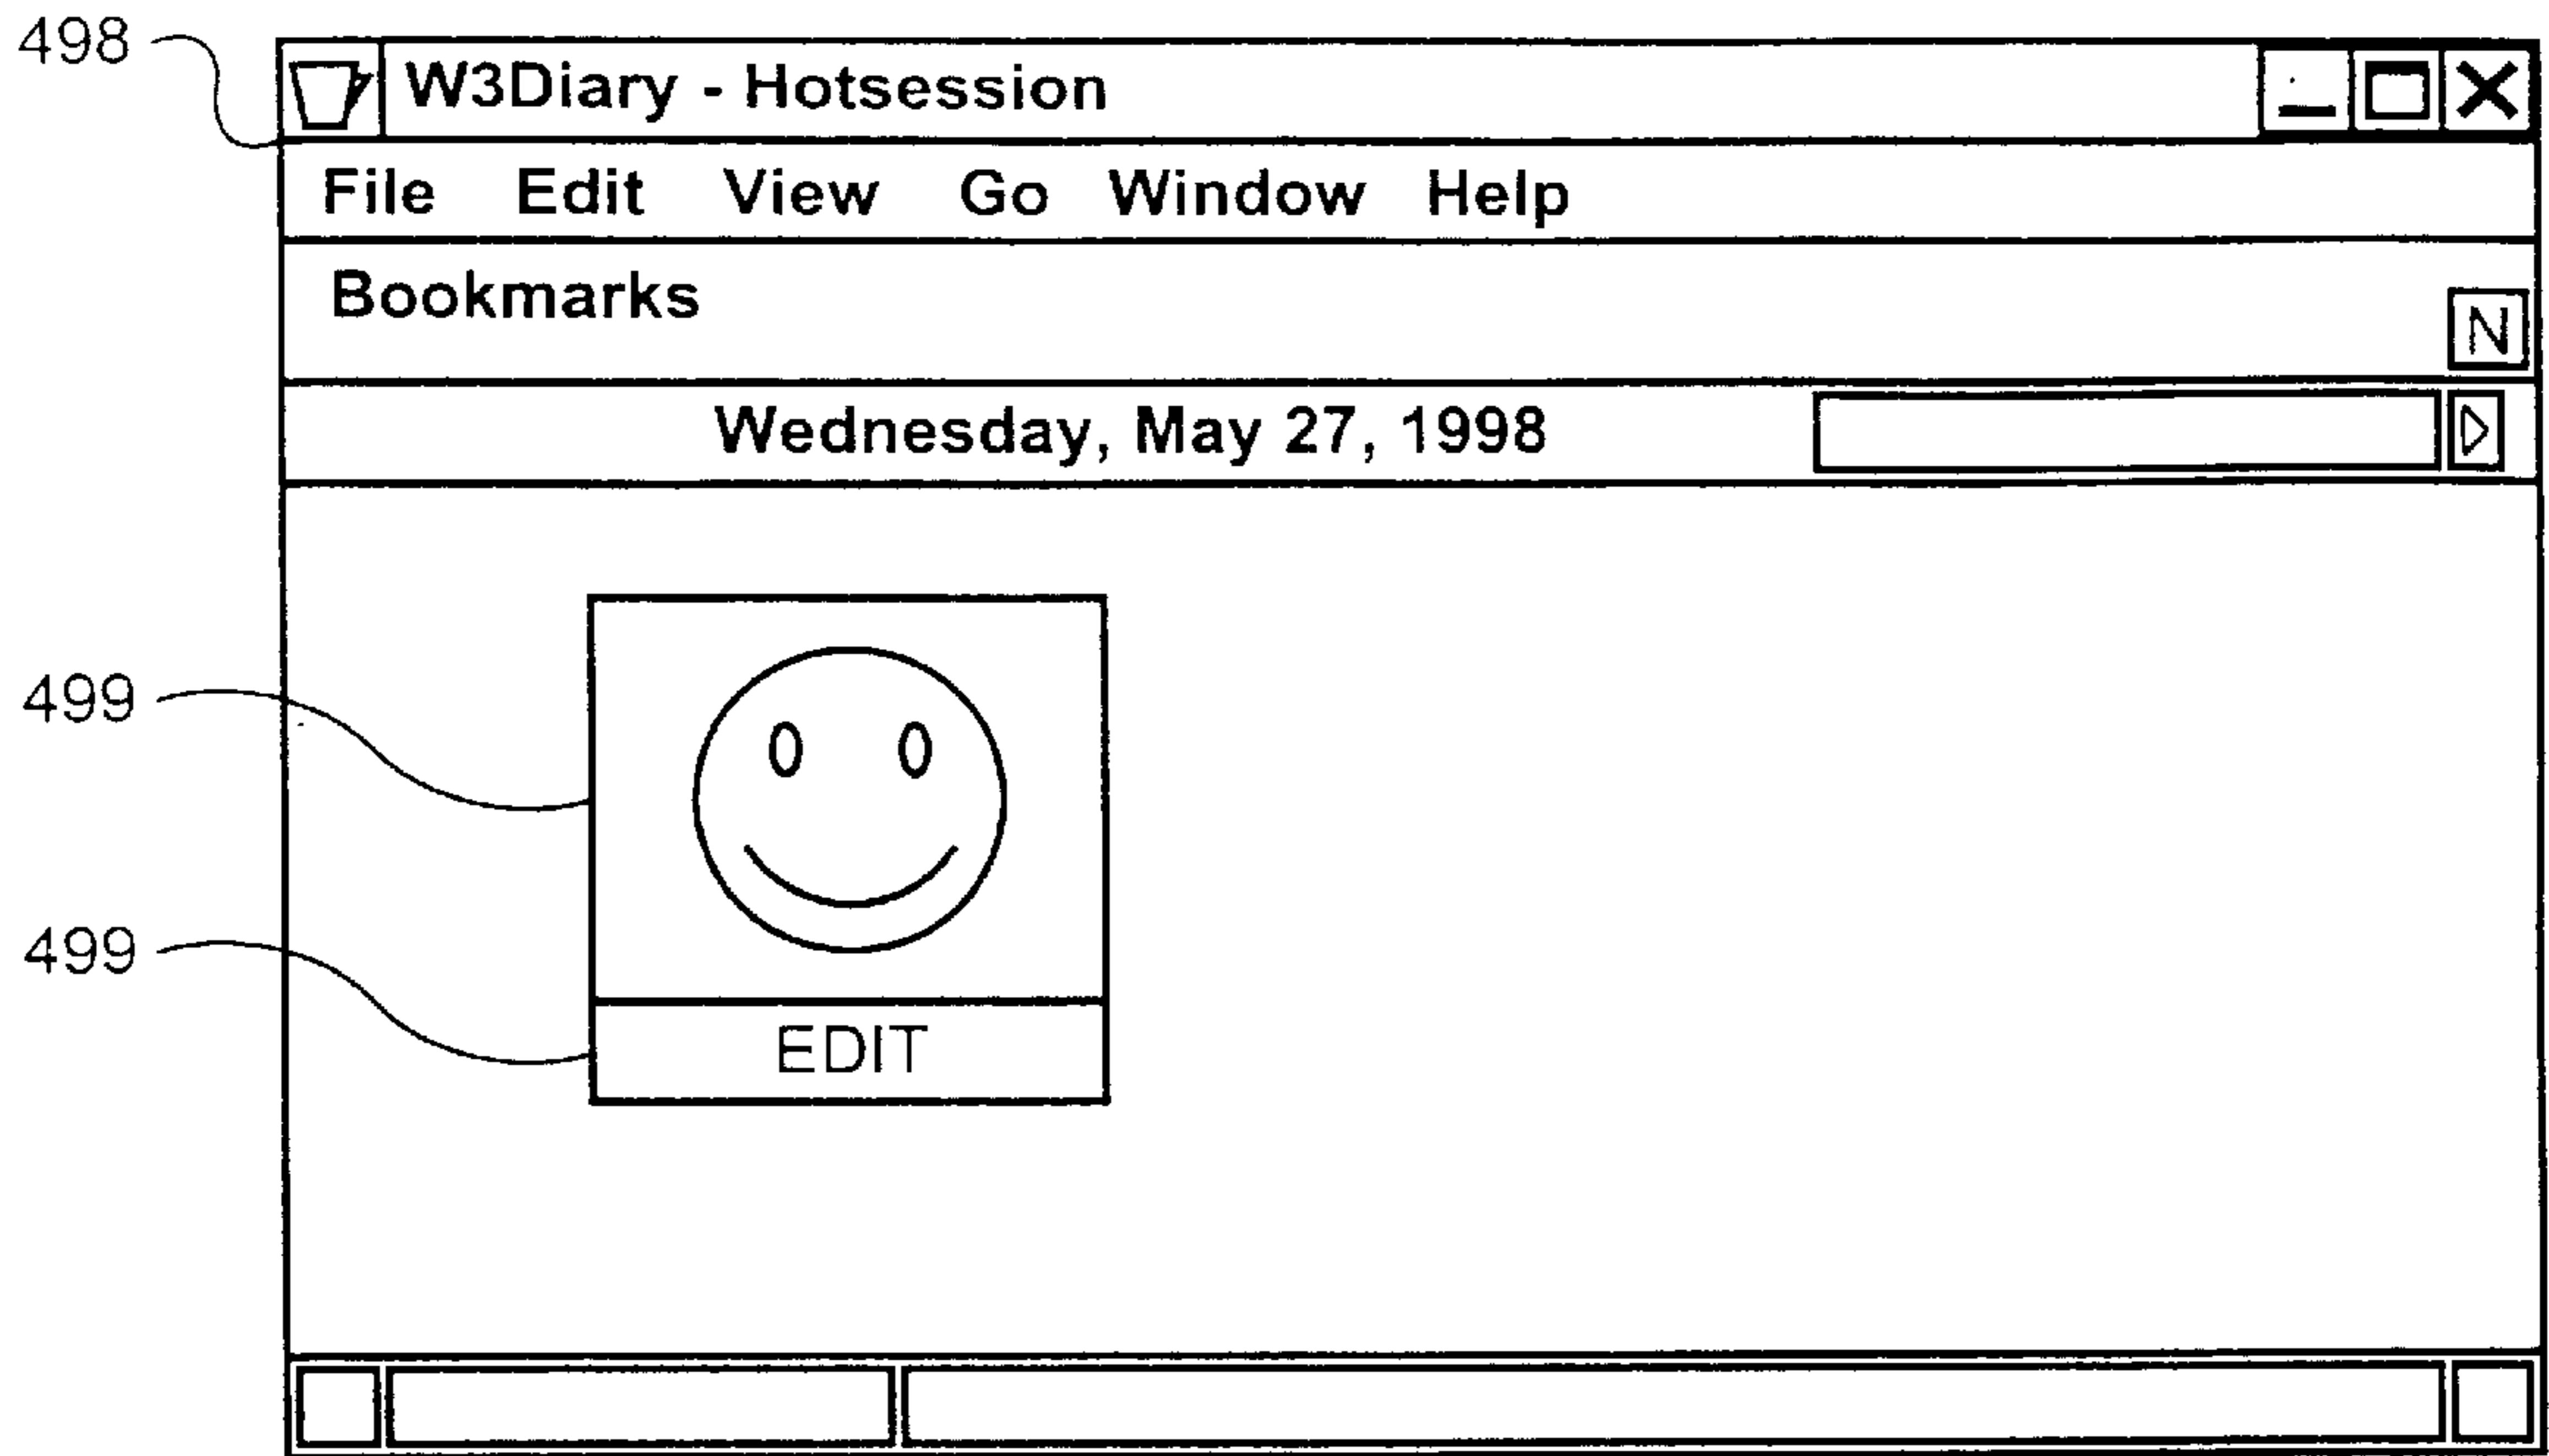 498
W3Diary - Hotsession
File Edit View Go Window Help
Bookmarks
N
Wednesday, May 27, 1998
499
499
EDIT